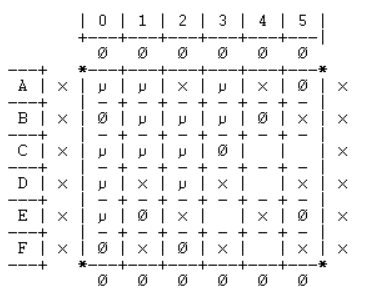 | 0 | 1 | 2 | 3 | 4 | 5 |
+----+----+----+----+----+----|
Ø Ø Ø Ø Ø Ø
----+ *----+----+----+----+----+----*
A | × | µ | µ | × | µ | × | Ø | ×
----+ + - + - + - + - + - +
B | × | Ø | µ | µ | µ | Ø | × | ×
----+ + - + - + - + - + - +
C | × | µ | µ | µ | Ø | | | ×
----+ + - + - + - + - + - +
D | × | µ | × | µ | × | | × | ×
----+ + - + - + - + - + - +
E | × | µ | Ø | × | | × | Ø | ×
----+ + - + - + - + - + - +
F | × | Ø | × | Ø | × | | × | ×
----+ *----+----+----+----+----+----*
Ø Ø Ø Ø Ø Ø